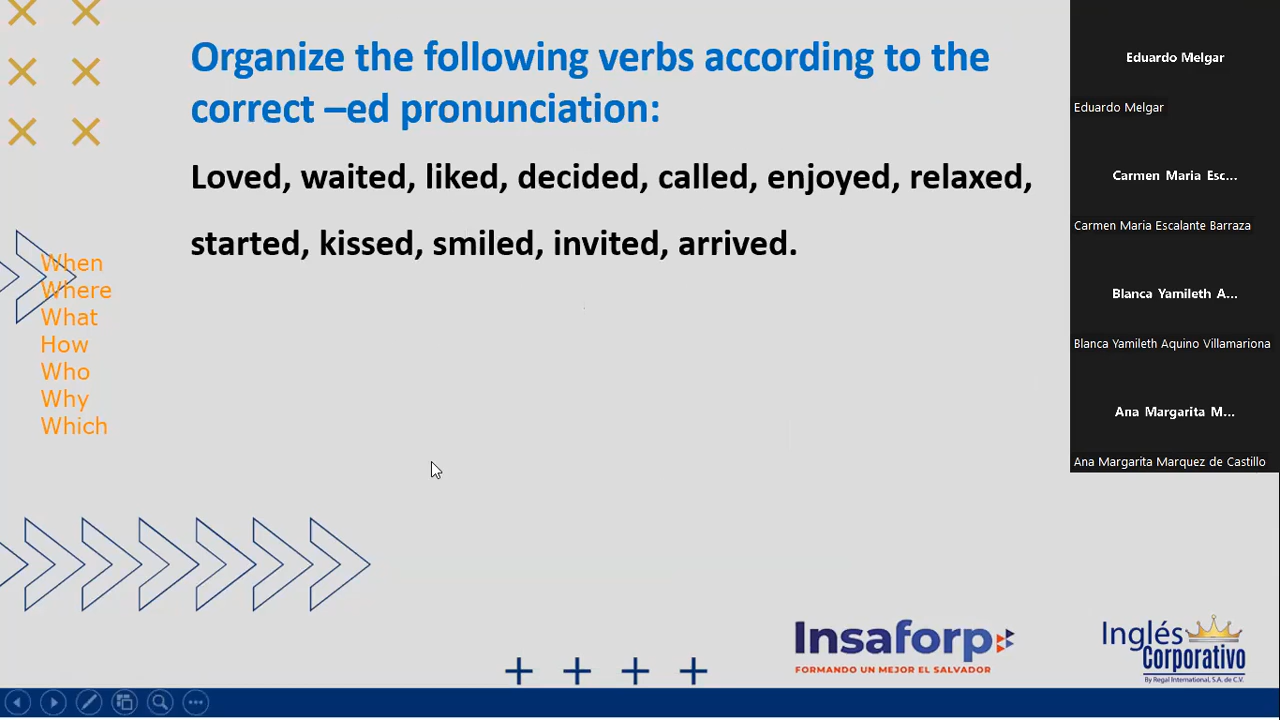 Organize the following verbs according to the
correct –ed pronunciation:
Loved, waited, liked, decided, called, enjoyed, relaxed,
started, kissed, smiled, invited, arrived.
When
Where
What
How
Who
Why
Which
Eduardo Melgar
Eduardo Melgar
Carmen Maria Esc...
Carmen Maria Escalante Barraza
Blanca Yamileth A...
Blanca Yamileth Aquino Villamariona
Ana Margarita M...
Ana Margarita Marquez de Castillo
Insaforp
FORMANDO UN MEJOR EL SALVADOR
Inglés
Corporativo
By Regal International, S.A. de C.V.